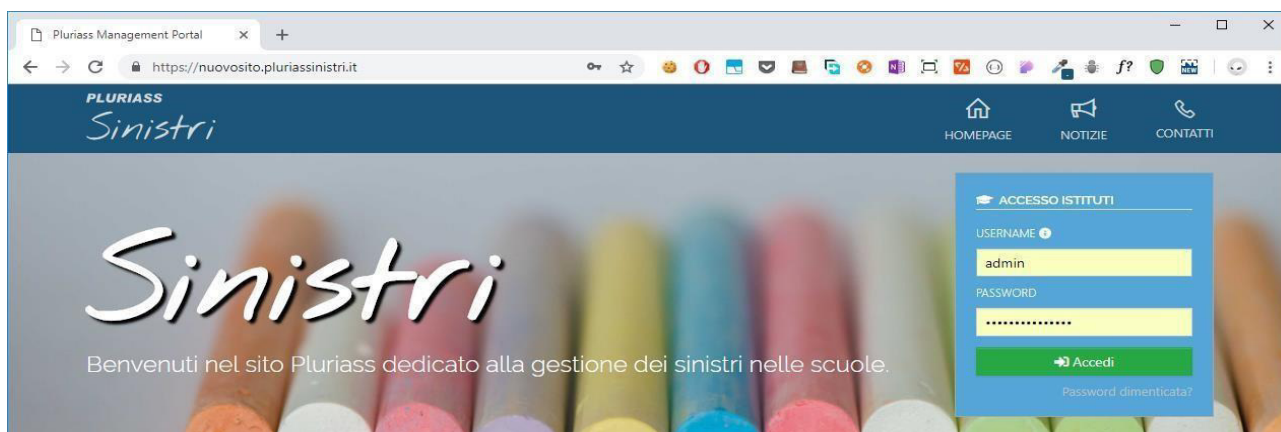 Pluriass Management Portal
https://nuovosito.pluriassinistri.it
f?
NEW
PLURIASS
Sinistri
HOMEPAGE
NOTIZIE
CONTATTI
Sinistri
Benvenuti nel sito Pluriass dedicato alla gestione dei sinistri nelle scuole.
ACCESSO ISTITUTI
USERNAME
admin
PASSWORD
•••••••••••••••
Accedi
Password dimenticata?